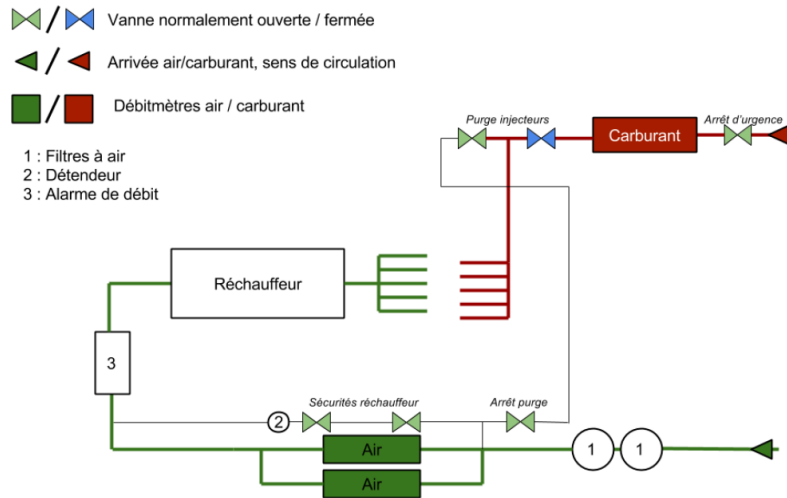 Vanne normalement ouverte / fermée
Arrivée air/carburant, sens de circulation
Débitmètres air / carburant
1 : Filtres à air
2 : Détendeur
3 : Alarme de débit
Purge injecteurs
Arrêt d'urgence
Carburant
Réchauffeur
3
Sécurités réchauffeur
Arrêt purge
2
Air
1
1
Air